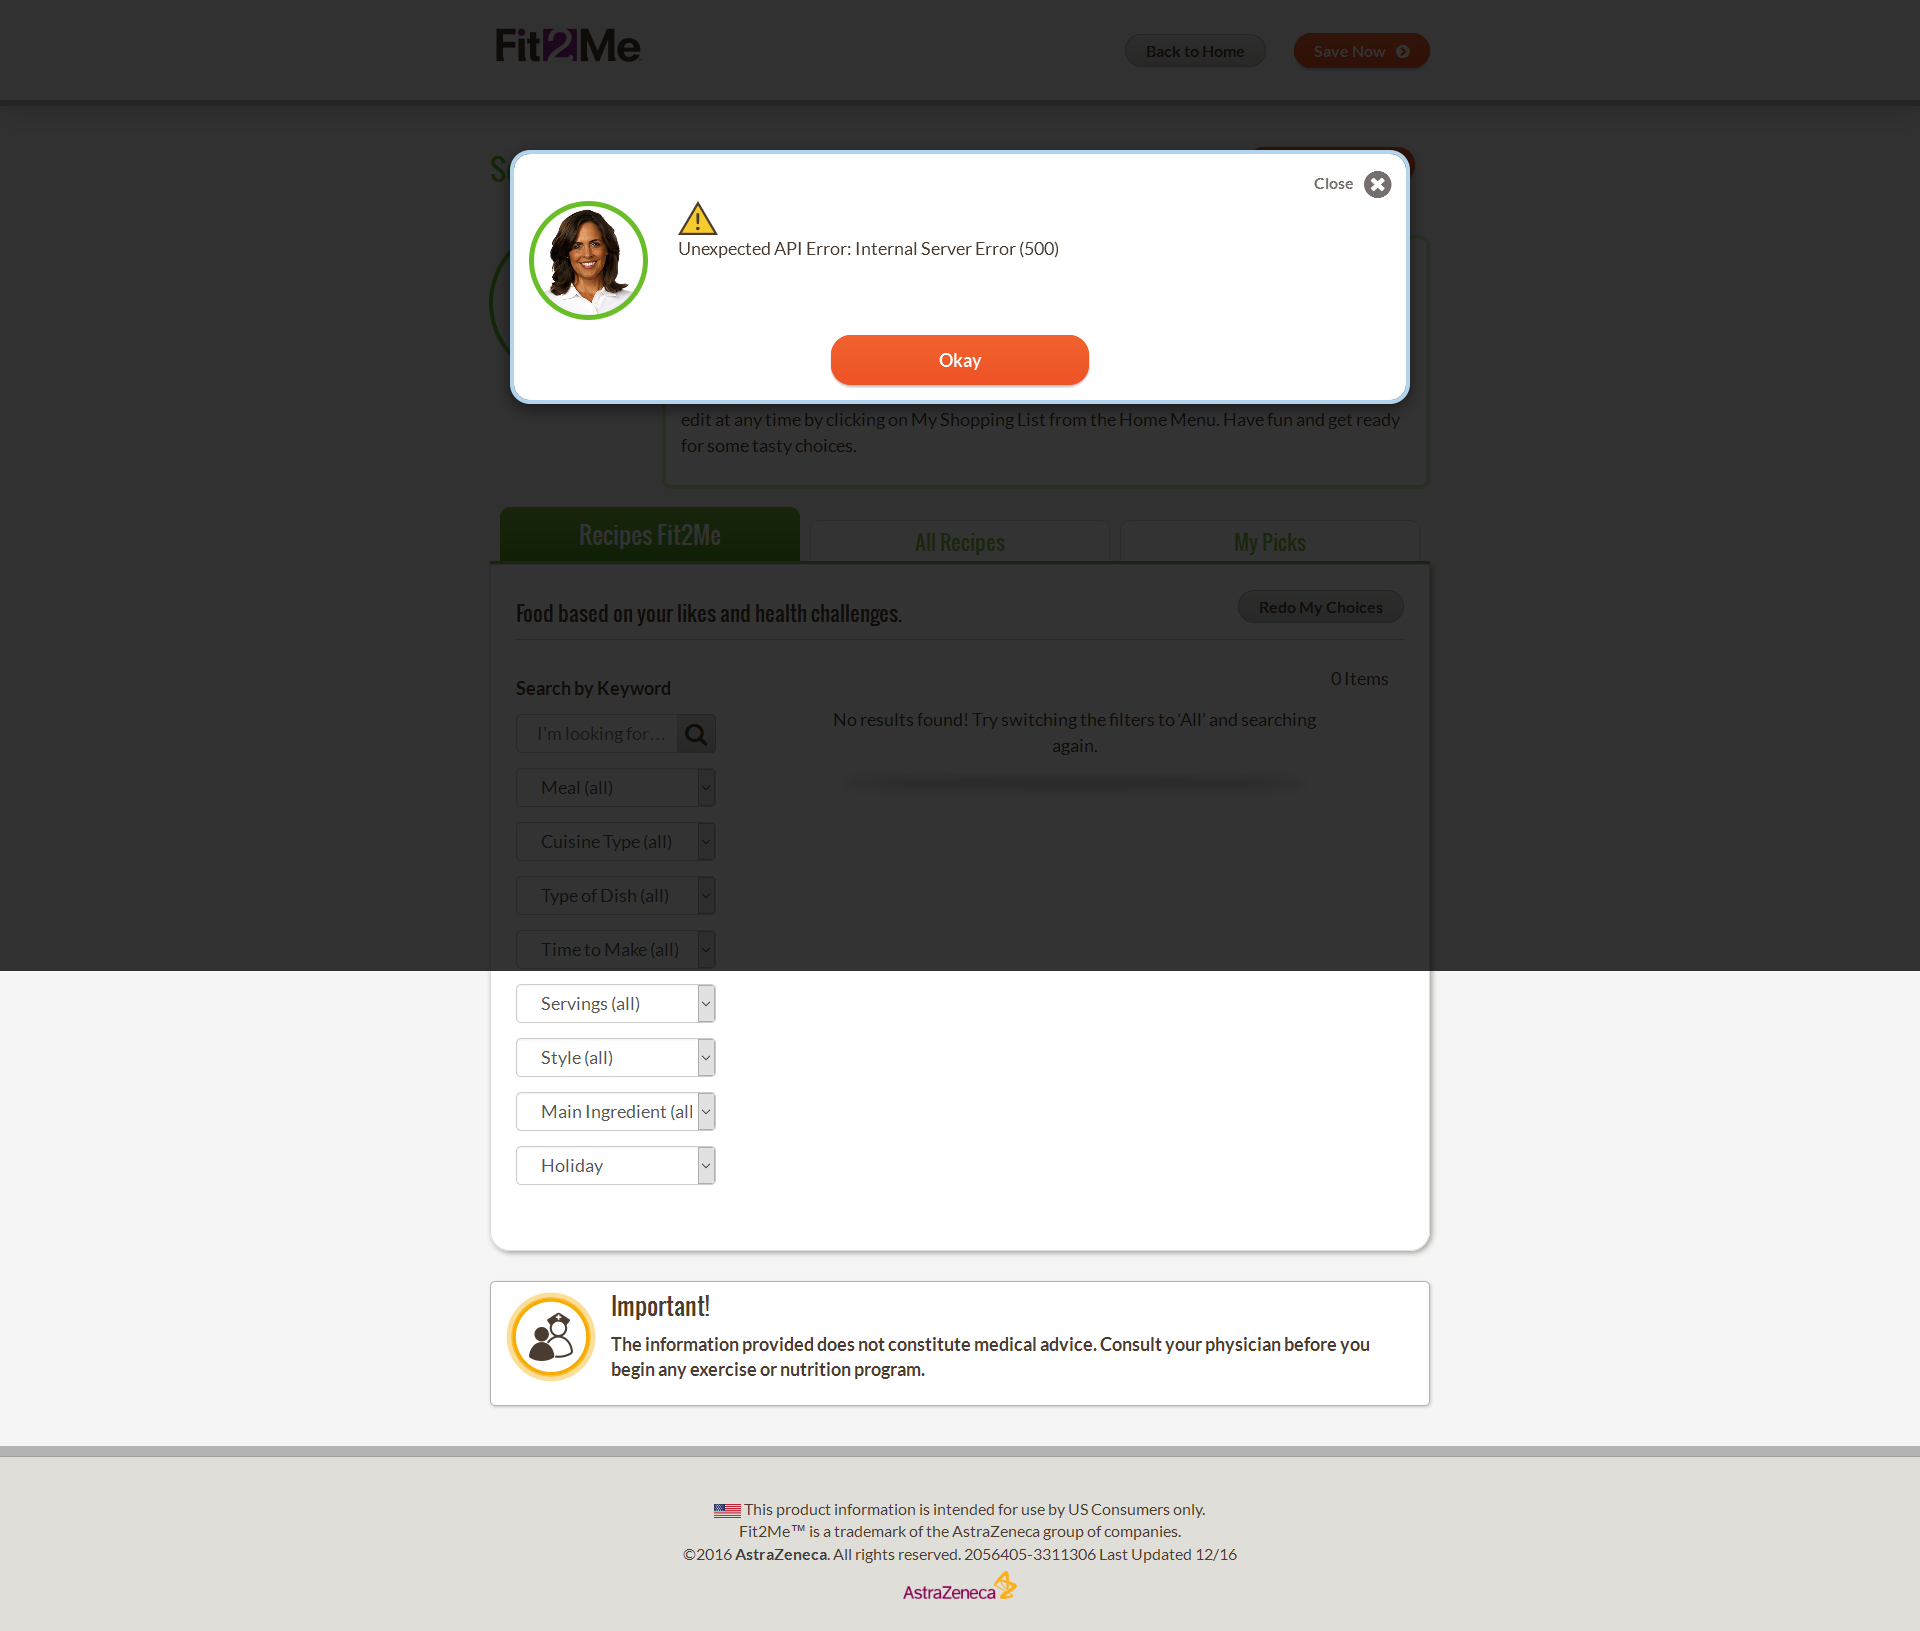 Fit2Me
Back to Home
Save Now
Close
Unexpected API Error: Internal Server Error (500)
Okay
edit at any time by clicking on My Shopping List from the Home Menu. Have fun and get ready
for some tasty choices.
Recipes Fit2Me
All Recipes
My Picks
Food based on your likes and health challenges.
Redo My Choices
Search by Keyword
0 Items
I'm looking for…
No results found! Try switching the filters to 'All' and searching
again.
Meal (all)
Cuisine Type (all)
Type of Dish (all)
Time to Make (all)
Servings (all)
Style (all)
Main Ingredient (all
Holiday
Important!
The information provided does not constitute medical advice. Consult your physician before you
begin any exercise or nutrition program.
This product information is intended for use by US Consumers only.
Fit2Me™ is a trademark of the AstraZeneca group of companies.
©2016 AstraZeneca. All rights reserved. 2056405-3311306 Last Updated 12/16
AstraZeneca